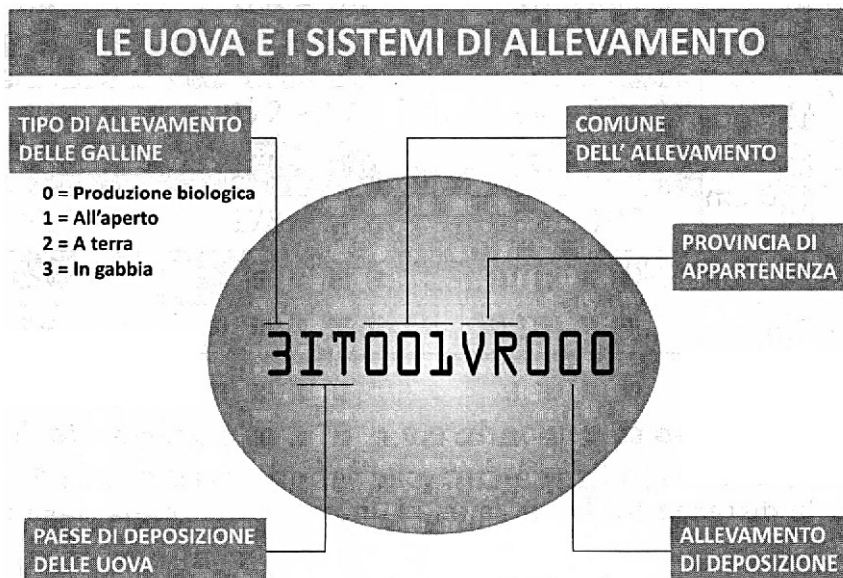 LE UOVA E I SISTEMI DI ALLEVAMENTO
TIPO DI ALLEVAMENTO
DELLE GALLINE
0 = Produzione biologica
1 = All'aperto
2 = A terra
3 = In gabbia
COMUNE
DELL' ALLEVAMENTO
PROVINCIA DI
APPARTENENZA
3IT001VR000
PAESE DI DEPOSIZIONE
DELLE UOVA
ALLEVAMENTO
DI DEPOSIZIONE